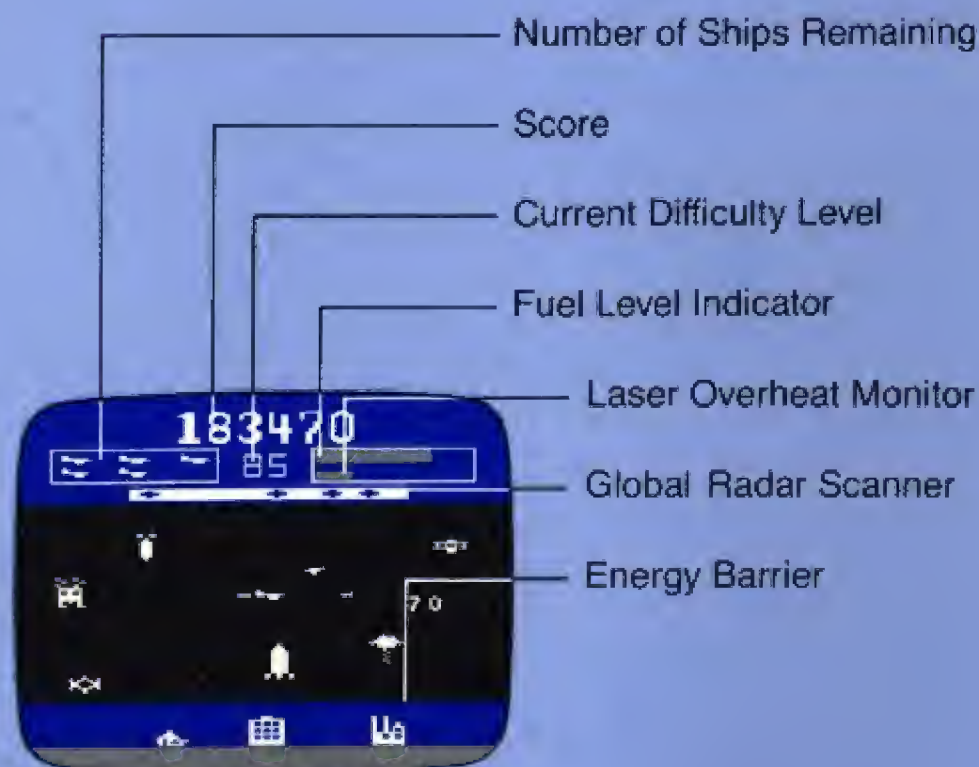 Number of Ships Remaining
Score
Current Difficulty Level
Fuel Level Indicator
Laser Overheat Monitor
183470
85
Global Radar Scanner
Energy Barrier
70